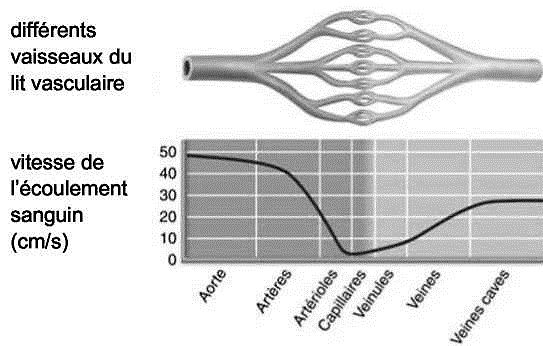 différents
vaisseaux du
lit vasculaire
vitesse de
l'écoulement
sanguin
(cm/s)
50
40
30
20
10
0
Aorte
Artères
Artérioles
Capillaires
Veinules
Veines
Veines caves